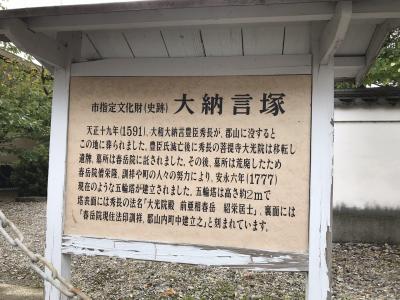 市指定文化財(史跡) 大納言塚
天正十九年(1591)、大和大納言豊臣秀長が、郡山に没すると
この地に葬られました。豊臣氏滅亡後に秀長の菩提寺大光院は移転し
遺牌、墓所は春岳院に託されました。その後、墓所は荒廃したため
春岳院僧栄隆、訓祥や町の人々の努力により、安永六年(1777)
現在のような五輪塔が建立されました。五輪塔は高さ約2mで
塔表面には秀長の法名「大光院殿 前亜相春岳 紹栄居士」、裏面には
「春岳院現住法印訓祥、郡山内町中建立之」と刻まれています。